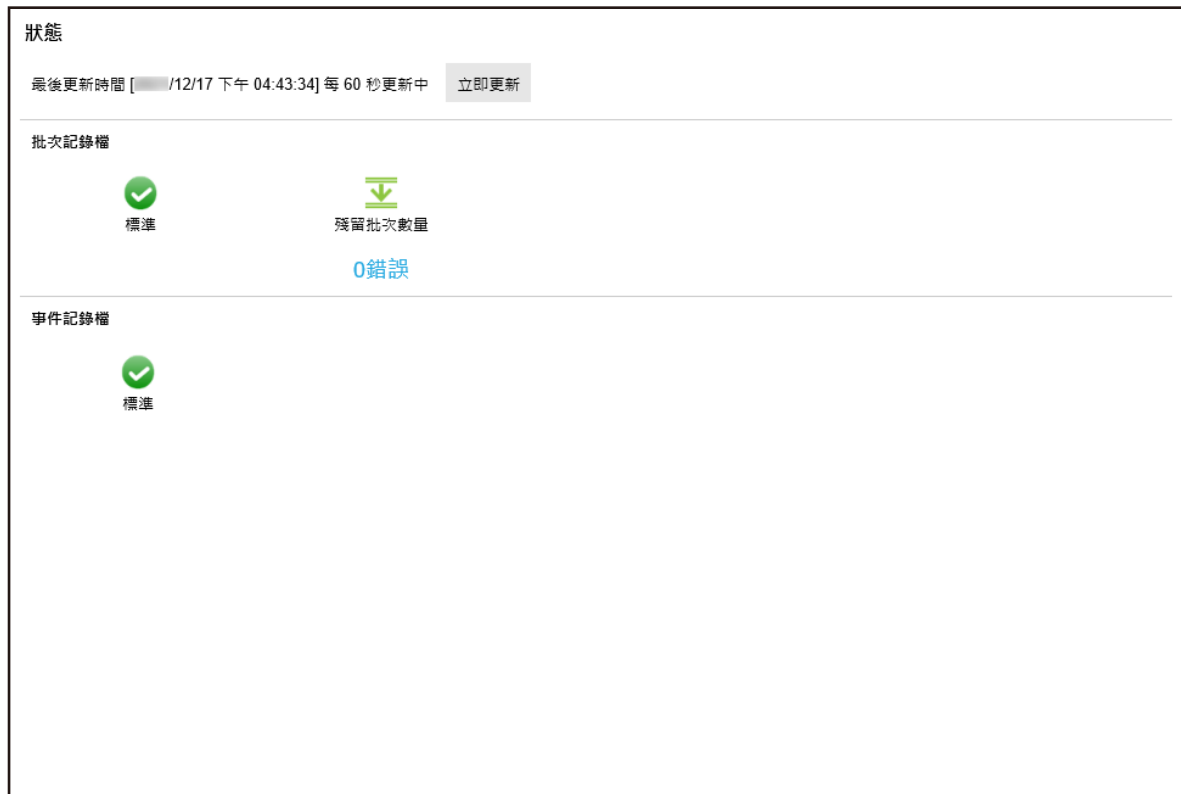 狀態
最後更新時間 [ /12/17 下午 04:43:34] 每 60 秒更新中 立即更新
批次記錄檔
標準 殘留批次數量
0錯誤
事件記錄檔
標準